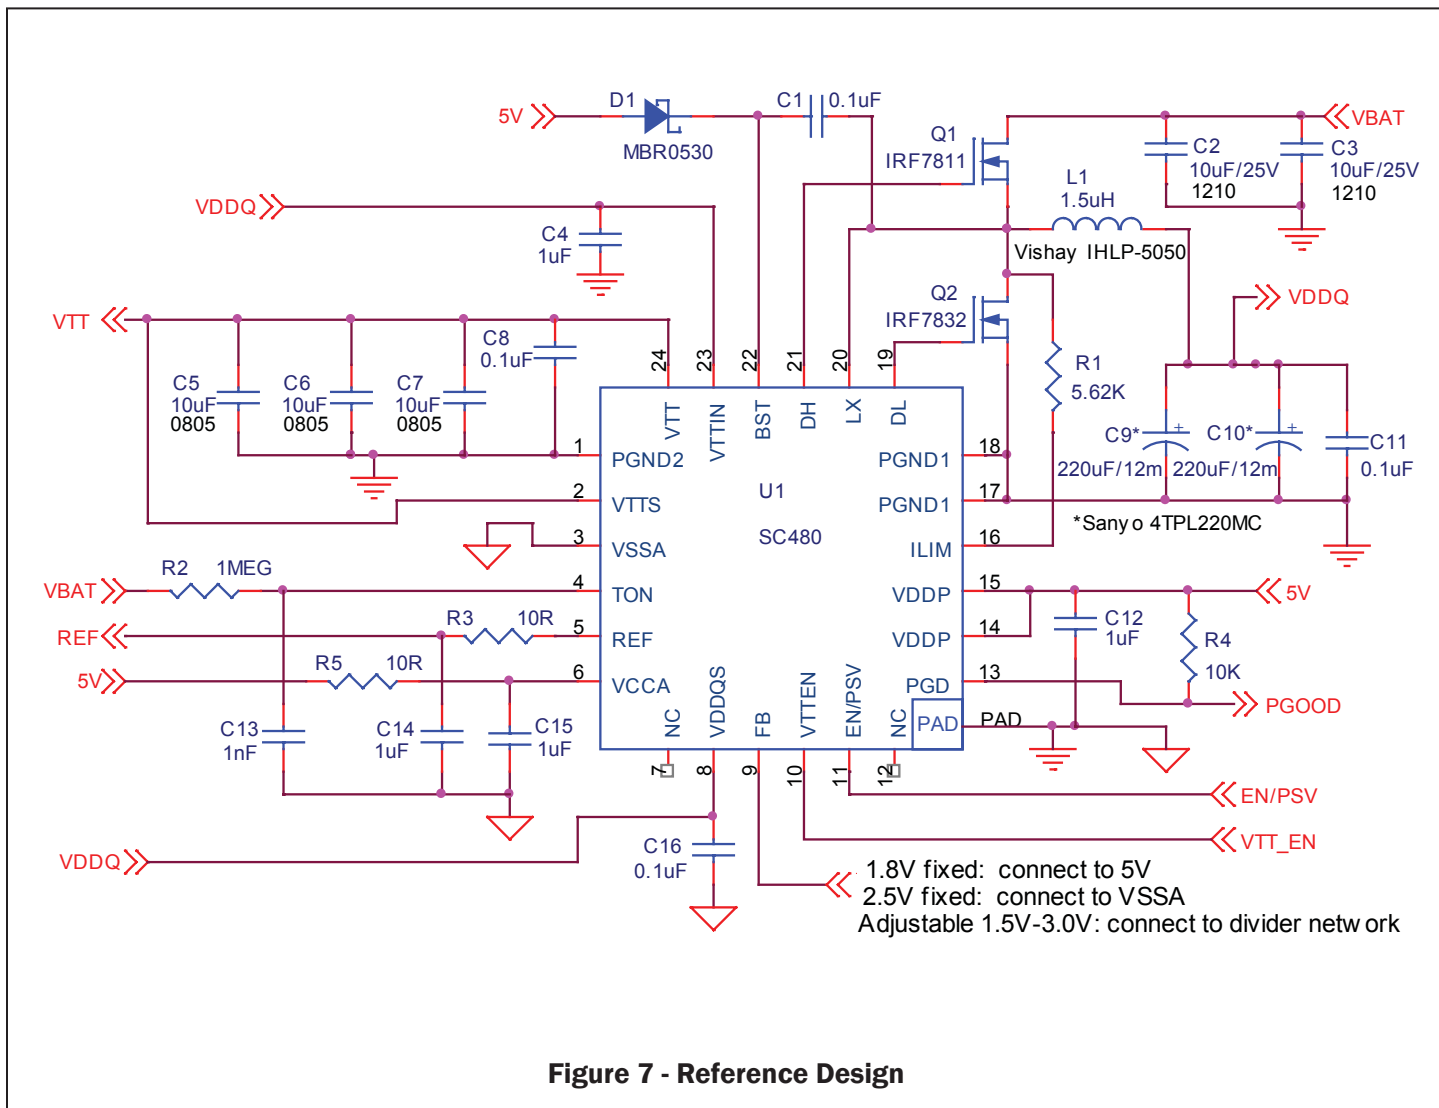 5V
D1
MBR0530
C1
0.1uF
Q1
IRF7811
VBAT
C2
10uF/25V
1210
C3
10uF/25V
1210
L1
1.5uH
Vishay IHLP-5050
VDDQ
C4
1uF
Q2
IRF7832
VDDQ
VTT
C5
10uF
0805
C6
10uF
0805
C7
10uF
0805
C8
0.1uF
24
23
22
21
20
19
VTT
VTTIN
BST
DH
LX
DL
R1
5.62K
C9*
220uF/12m
C10*
220uF/12m
C11
0.1uF
*Sanyo 4TPL220MC
1
PGND2
2
VTTS
3
VSSA
4
TON
5
REF
6
VCCA
U1
SC480
18
PGND1
17
PGND1
16
ILIM
15
VDDP
14
VDDP
13
PGD
PAD
PAD
VBAT
R2
1MEG
REF
R3
10R
5V
R5
10R
C13
1nF
C14
1uF
C15
1uF
5V
C12
1uF
R4
10K
PGOOD
NC
VDDQS
FB
VTTEN
EN/PSV
NC
7
8
9
10
11
12
EN/PSV
VTT_EN
VDDQ
C16
0.1uF
1.8V fixed: connect to 5V
2.5V fixed: connect to VSSA
Adjustable 1.5V-3.0V: connect to divider network
Figure 7 - Reference Design